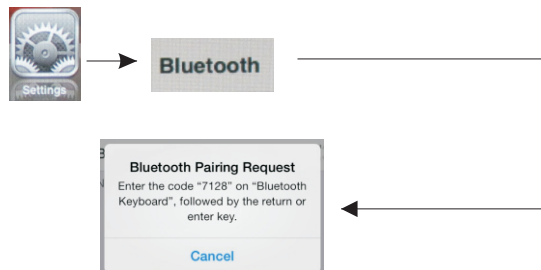 Settings
Bluetooth
Bluetooth Pairing Request
Enter the code “7128” on “Bluetooth
Keyboard”, followed by the return or
enter key.
Cancel